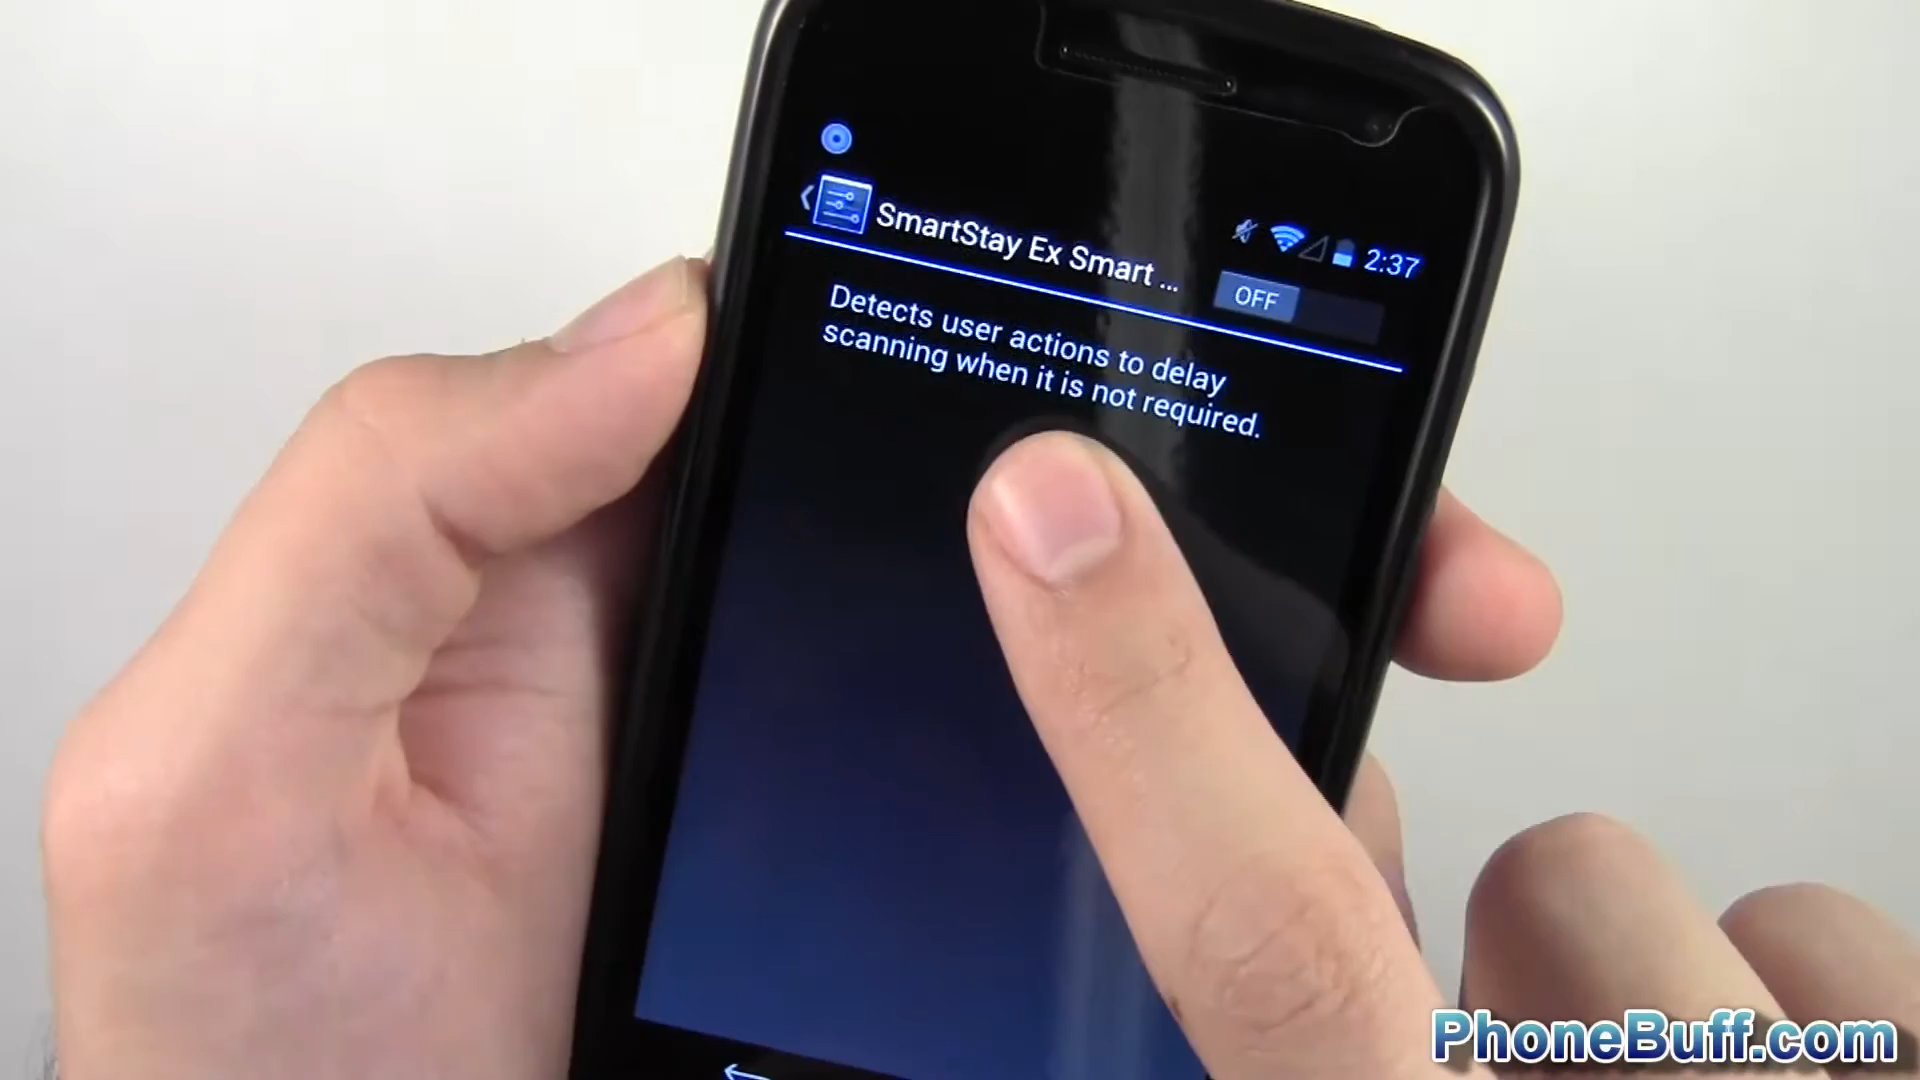 2:37
SmartStay Ex Smart ...
OFF
Detects user actions to delay
scanning when it is not required.
PhoneBuff.com